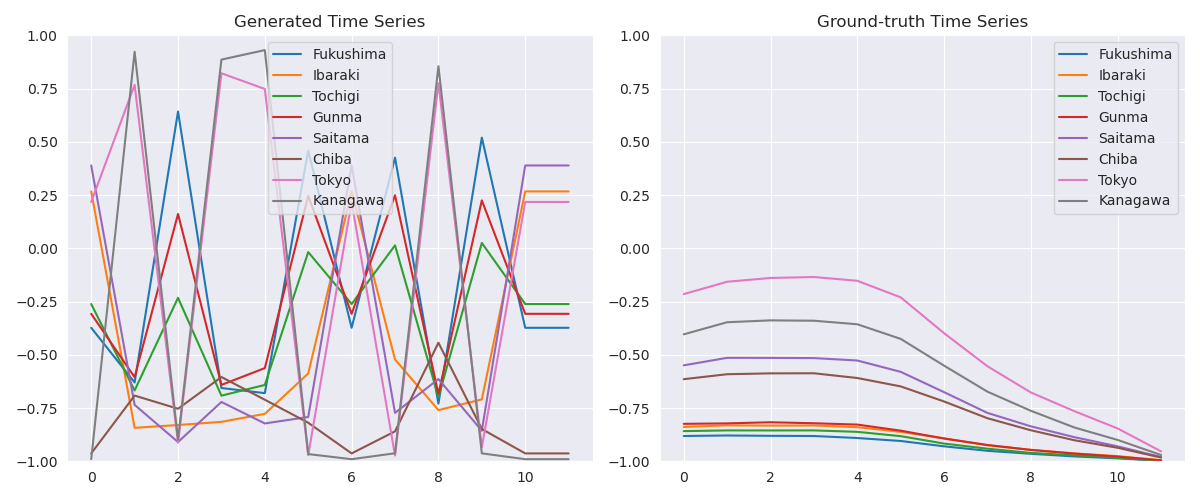 Generated Time Series
1.00
0.75
0.50
0.25
0.00
−0.25
−0.50
−0.75
−1.00
0
2
4
6
8
10
Fukushima
Ibaraki
Tochigi
Gunma
Saitama
Chiba
Tokyo
Kanagawa
Ground-truth Time Series
1.00
0.75
0.50
0.25
0.00
−0.25
−0.50
−0.75
−1.00
0
2
4
6
8
10
Fukushima
Ibaraki
Tochigi
Gunma
Saitama
Chiba
Tokyo
Kanagawa